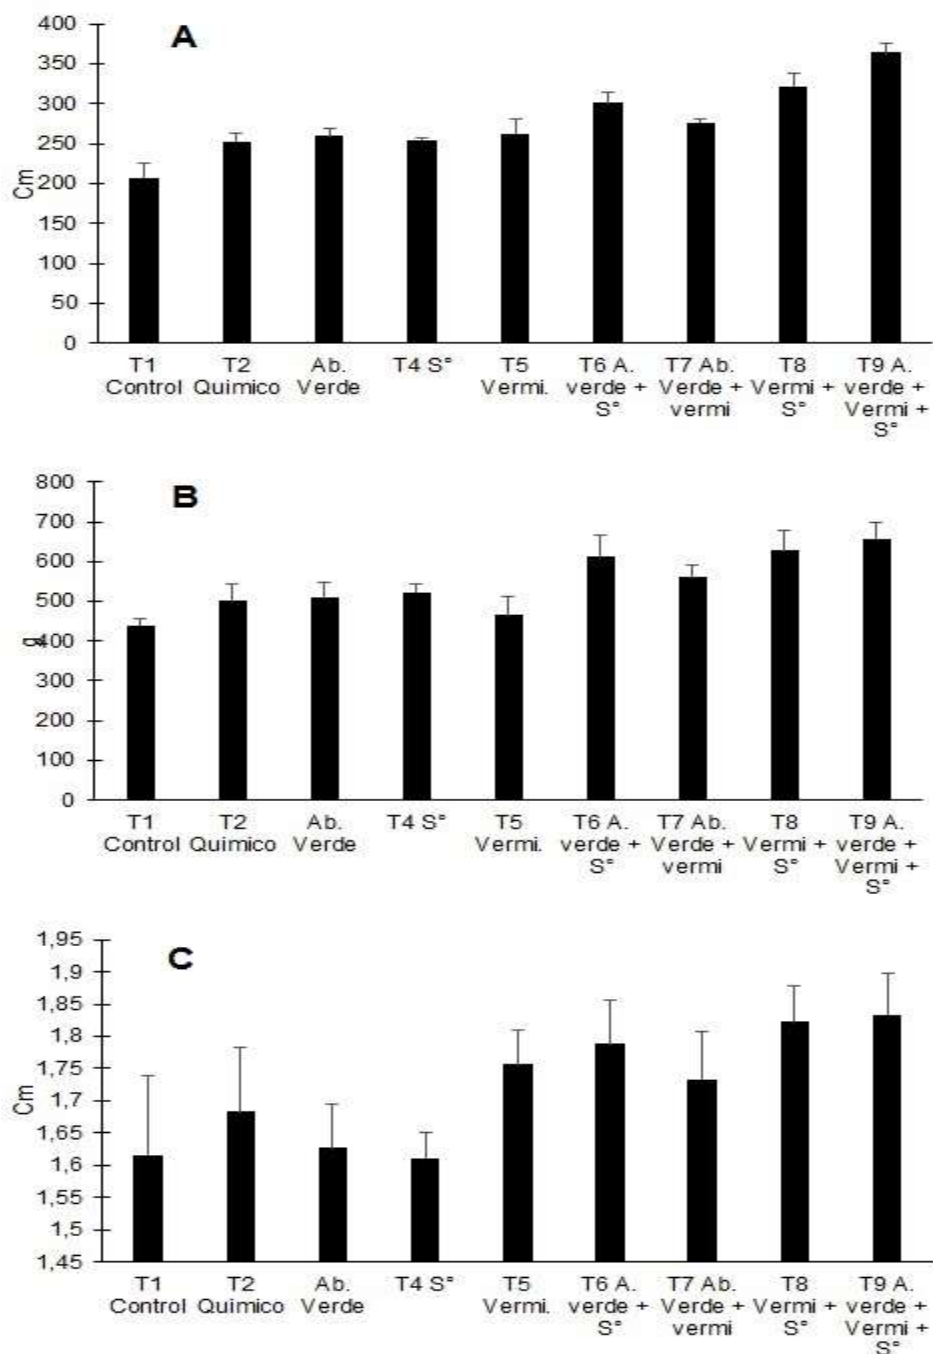 A
400
350
300
250
200
150
100
50
0
Cm
T1 Control
T2 Quimico
Ab. Verde
T4 S°
T5 Vermi.
T6 A. verde + S°
T7 Ab. Verde + vermi
T8 Vermi + S°
T9 A. verde + Vermi + S°
B
800
700
600
500
400
300
200
100
0
g
T1 Control
T2 Quimico
Ab. Verde
T4 S°
T5 Vermi.
T6 A. verde + S°
T7 Ab. Verde + vermi
T8 Vermi + S°
T9 A. verde + Vermi + S°
C
1,95
1,9
1,85
1,8
1,75
1,7
1,65
1,6
1,55
1,5
1,45
Cm
T1 Control
T2 Quimico
Ab. Verde
T4 S°
T5 Vermi.
T6 A. verde + S°
T7 Ab. Verde + vermi
T8 Vermi + S°
T9 A. verde + Vermi + S°